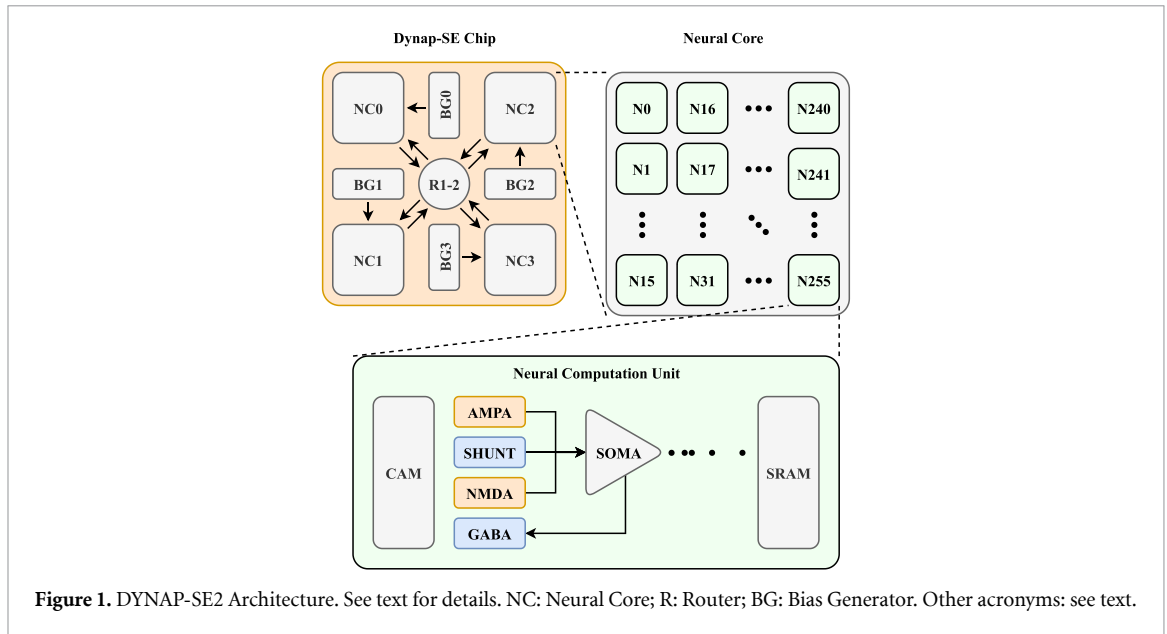 Dynap-SE Chip
Neural Core
NC0
BG0
NC2
BG1
R1-2
BG2
NC1
BG3
NC3
N0 N16 ••• N240
N1 N17 ••• N241
N15 N31 ••• N255
Neural Computation Unit
CAM
AMPA
SHUNT
NMDA
GABA
SOMA
SRAM
Figure 1. DYNAP-SE2 Architecture. See text for details. NC: Neural Core; R: Router; BG: Bias Generator. Other acronyms: see text.